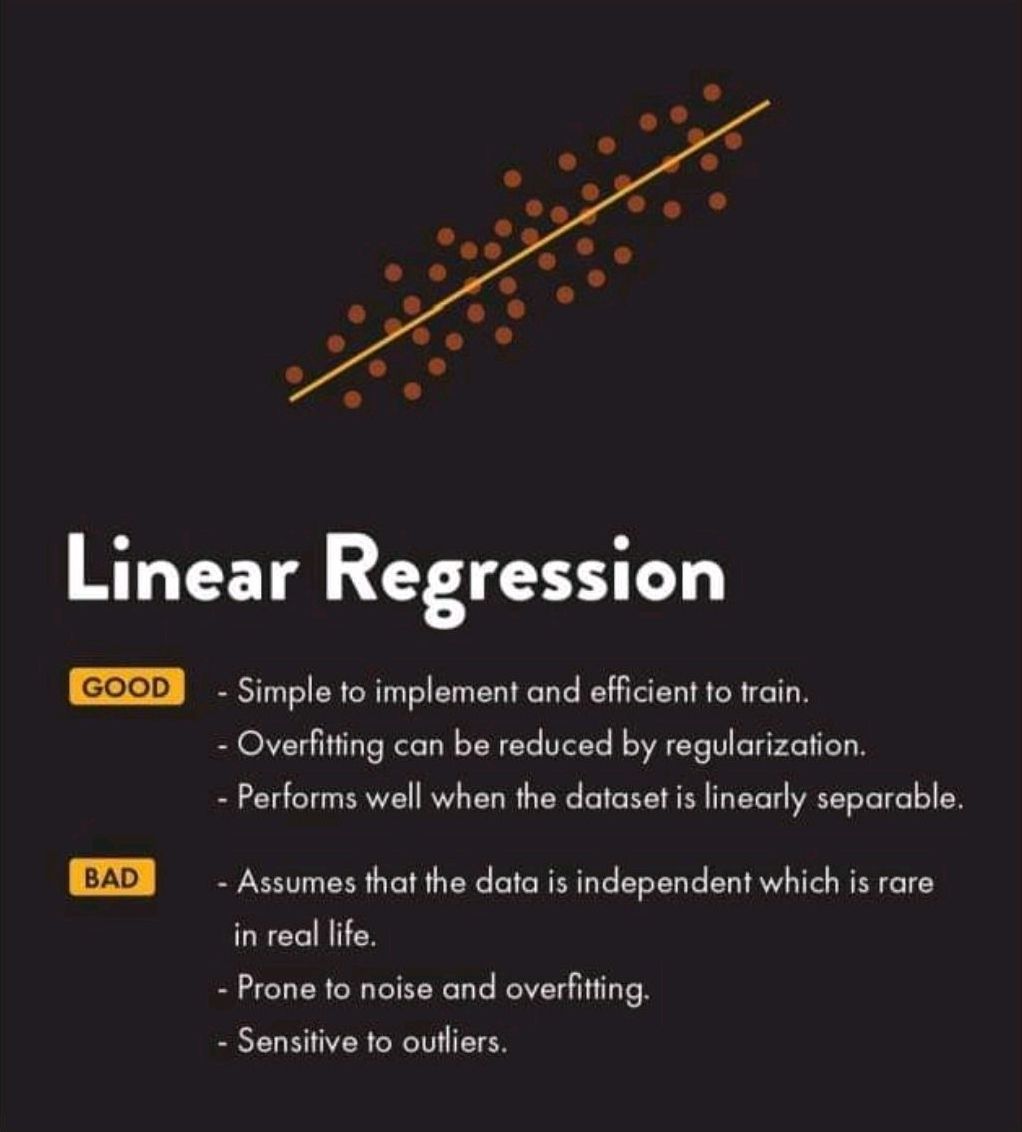 Linear Regression
GOOD
- Simple to implement and efficient to train.
- Overfitting can be reduced by regularization.
- Performs well when the dataset is linearly separable.
BAD
- Assumes that the data is independent which is rare
in real life.
- Prone to noise and overfitting.
- Sensitive to outliers.